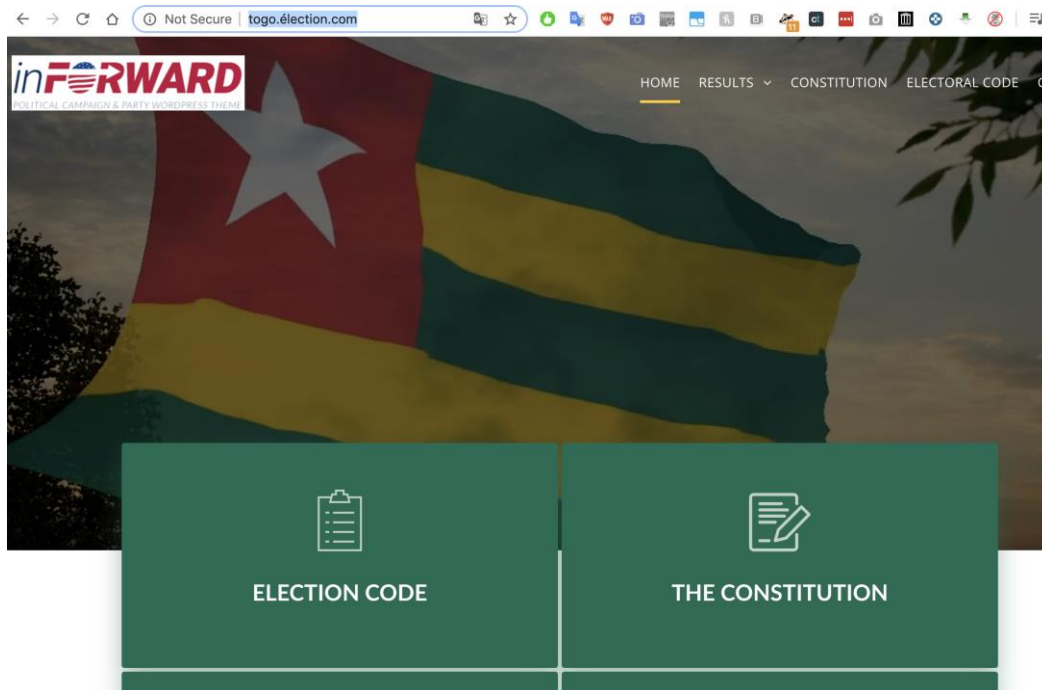 Not Secure | togo.élection.com
11
inFORWARD
POLITICAL CAMPAIGN & PARTY WORDPRESS THEME
HOME RESULTS CONSTITUTION ELECTORAL CODE
ELECTION CODE
THE CONSTITUTION